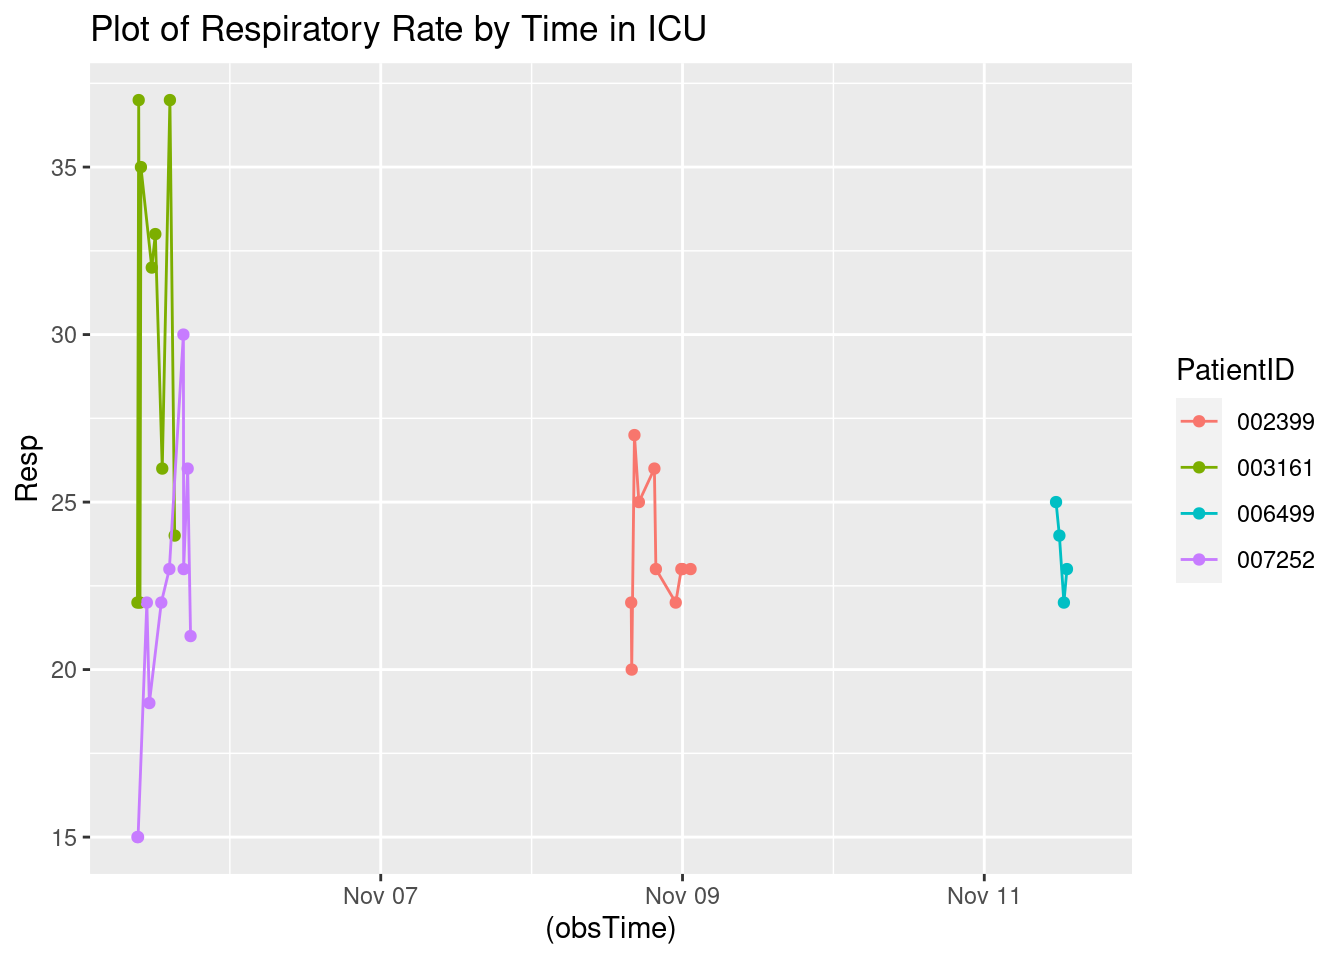 Plot of Respiratory Rate by Time in ICU
35
30
25
20
15
Resp
Nov 07
Nov 09
Nov 11
(obsTime)
PatientID
002399
003161
006499
007252